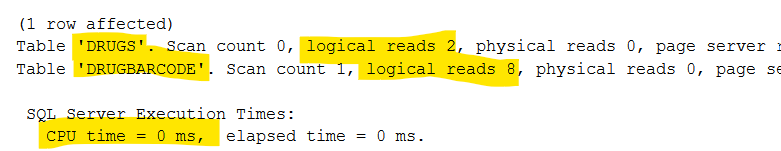 (1 row affected)
Table 'DRUGS'. Scan count 0, logical reads 2, physical reads 0, page server
Table 'DRUGBARCODE'. Scan count 1, logical reads 8, physical reads 0, page se
SQL Server Execution Times:
CPU time = 0 ms, elapsed time = 0 ms.